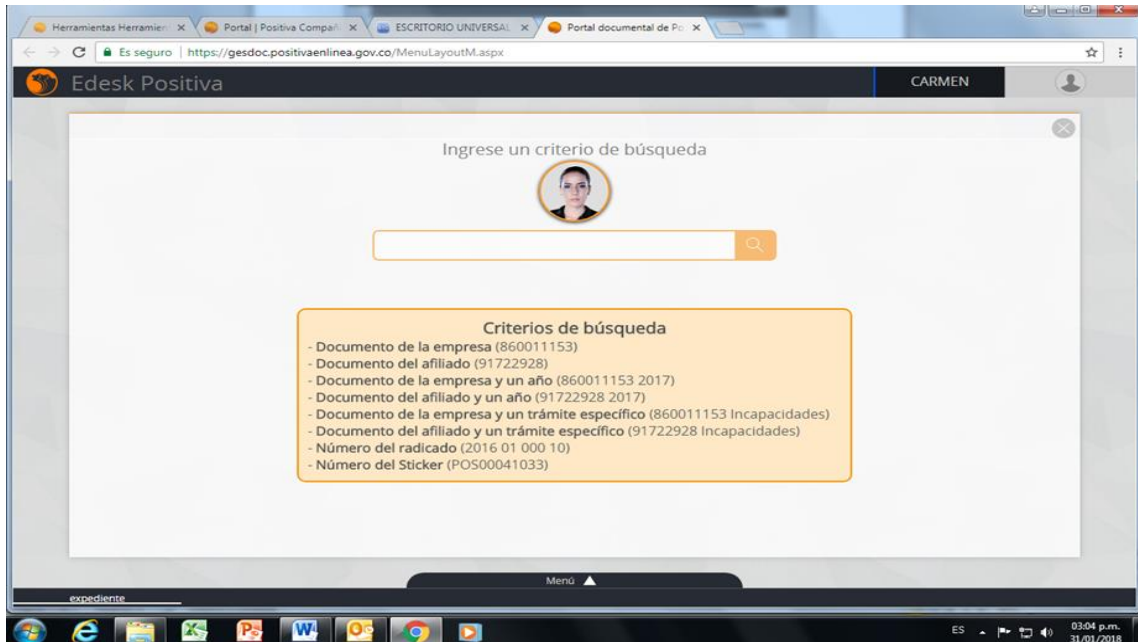 Herramientas Herramien
Portal | Positiva Compañ
ESCRITORIO UNIVERSAL
Portal documental de Po
Es seguro | https://gesdoc.positivaenlinea.gov.co/MenuLayoutM.aspx
Edesk Positiva
CARMEN
Ingrese un criterio de búsqueda
Criterios de búsqueda
- Documento de la empresa (860011153)
- Documento del afiliado (91722928)
- Documento de la empresa y un año (860011153 2017)
- Documento del afiliado y un año (91722928 2017)
- Documento de la empresa y un trámite específico (860011153 Incapacidades)
- Documento del afiliado y un trámite específico (91722928 Incapacidades)
- Número del radicado (2016 01 000 10)
- Número del Sticker (POS00041033)
Menú
expediente
ES
03:04 p.m.
31/01/2018